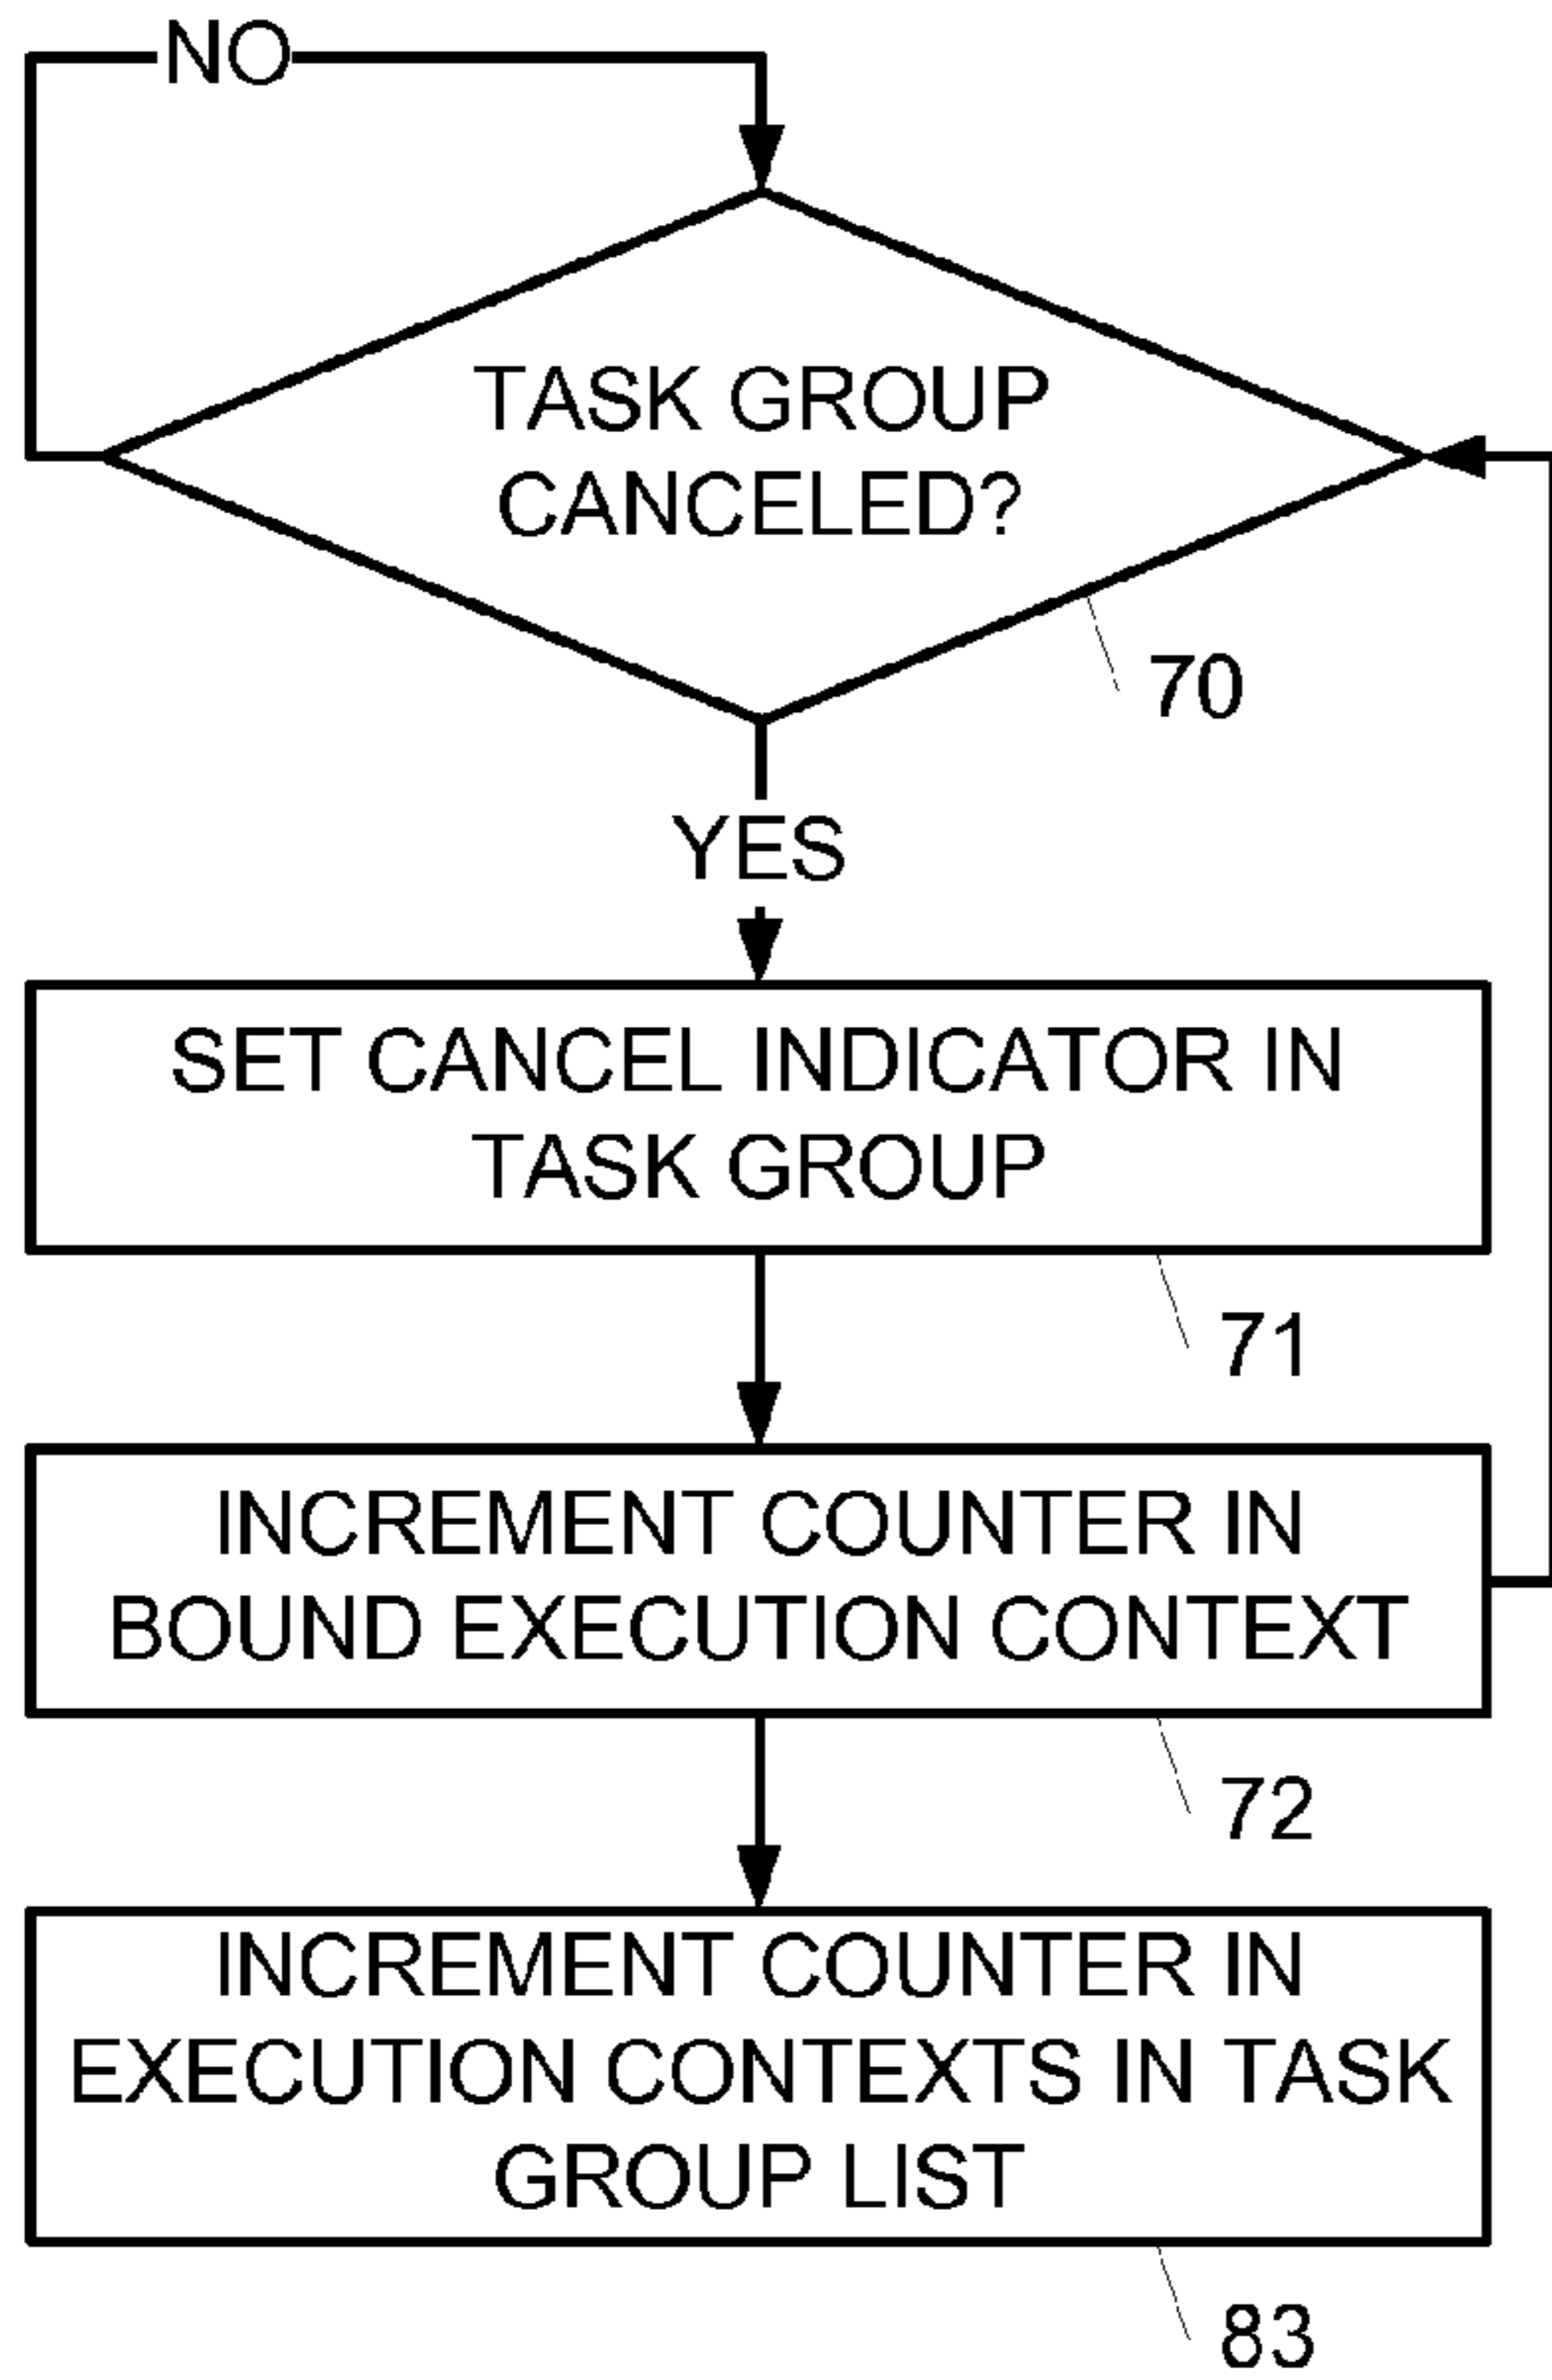 NO
TASK GROUP
CANCELED?
70
YES
SET CANCEL INDICATOR IN
TASK GROUP
71
INCREMENT COUNTER IN
BOUND EXECUTION CONTEXT
72
INCREMENT COUNTER IN
EXECUTION CONTEXTS IN TASK
GROUP LIST
83